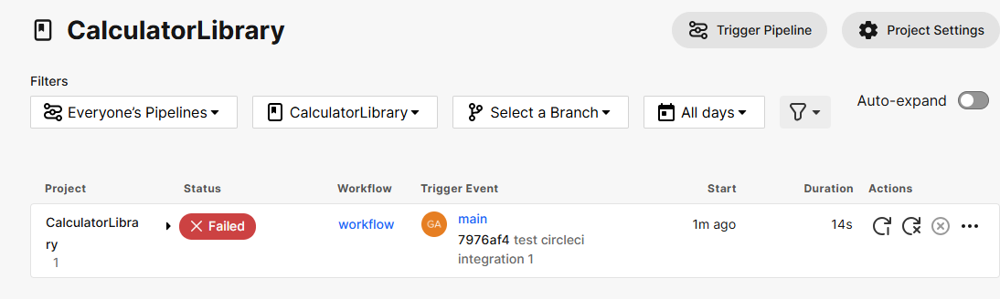 CalculatorLibrary
Trigger Pipeline
Project Settings
Filters
Everyone's Pipelines
CalculatorLibrary
Select a Branch
All days
Auto-expand
Project Status Workflow Trigger Event Start Duration Actions
CalculatorLibra
ry
1
Failed
workflow
GA
main
7976af4 test circleci
integration 1
1m ago
14s